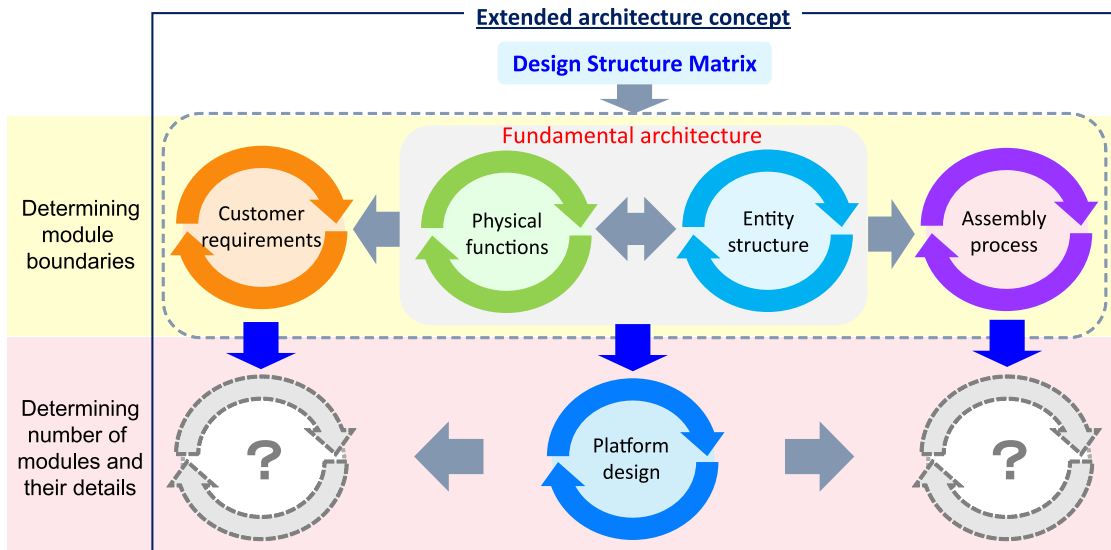 Extended architecture concept
Design Structure Matrix
Fundamental architecture
Determining
module
boundaries
Customer
requirements
Physical
functions
Entity
structure
Assembly
process
Determining
number of
modules and
their details
?
Platform
design
?